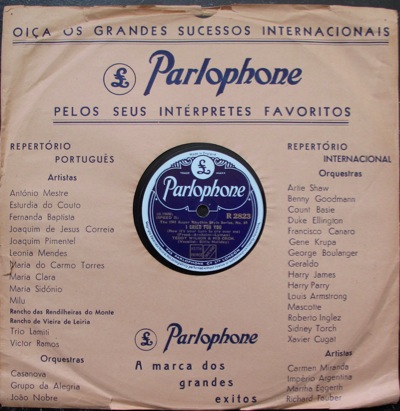 OIÇA OS GRANDES SUCESSOS INTERNACIONAIS
£ Parlophone
PELOS SEUS INTÉRPRETES FAVORITOS
REPERTÓRIO
PORTUGUÊS
Artistas
António Mestre
Esturdia do Couto
Fernanda Baptista
Joaquim de Jesus Correia
Joaquim Pimentel
Leonia Mendes
Maria do Carmo Torres
Maria Clara
Maria Sidónio
Milu
Rancho das Rendilheiras do Monte
Rancho de Vieira de Leiria
Trio Lamiti
Victor Ramos
Orquestras
Casanova
Grupo da Alegria
João Nobre
£
Parlophone
R 2823
I CRIED FOR YOU
TEDDY WILSON & HIS ORCH.
REPERTÓRIO
INTERNACIONAL
Orquestras
Artie Shaw
Benny Goodmann
Count Basie
Duke Ellington
Francisco Canaro
Gene Krupa
George Boulanger
Geraldo
Harry James
Harry Parry
Louis Armstrong
Mascotte
Roberto Inglez
Sidney Torch
Xavier Cugat
Artistas
Carmen Miranda
Império Argentina
Martha Eggerth
Richard Tauber
£ Parlophone
A marca dos
grandes
exitos